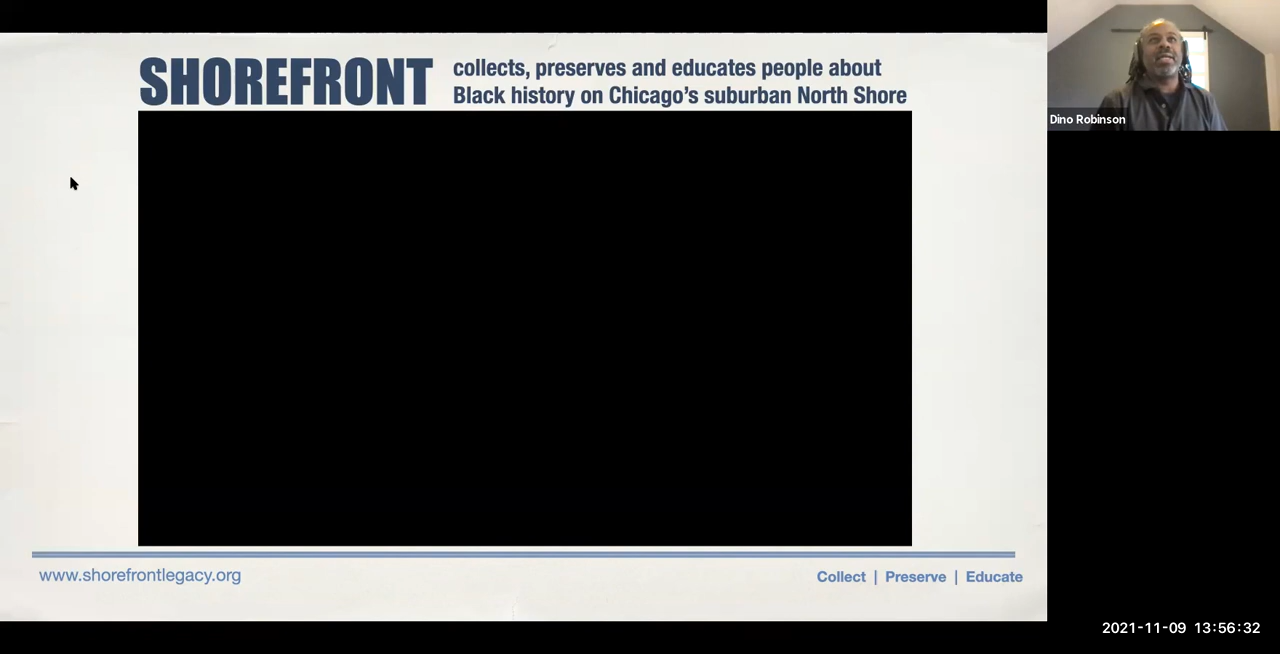 SHOREFRONT
collects, preserves and educates people about
Black history on Chicago's suburban North Shore
Dino Robinson
www.shorefrontlegacy.org
Collect | Preserve | Educate
2021-11-09 13:56:32